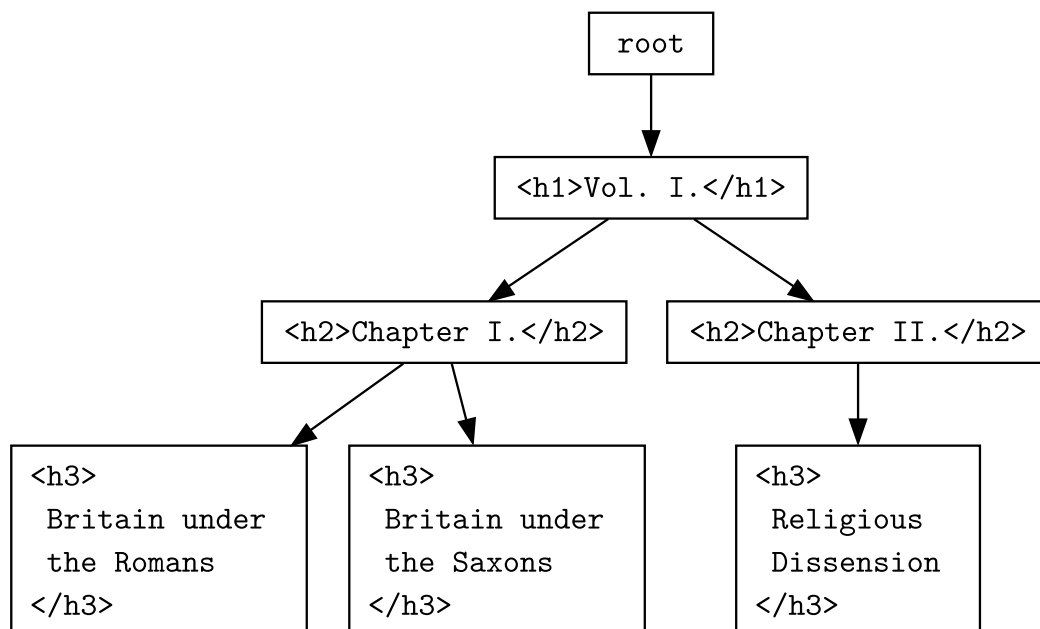 root
<h1>Vol. I.</h1>
<h2>Chapter I.</h2>
<h2>Chapter II.</h2>
<h3>
Britain under
the Romans
</h3>
<h3>
Britain under
the Saxons
</h3>
<h3>
Religious
Dissension
</h3>